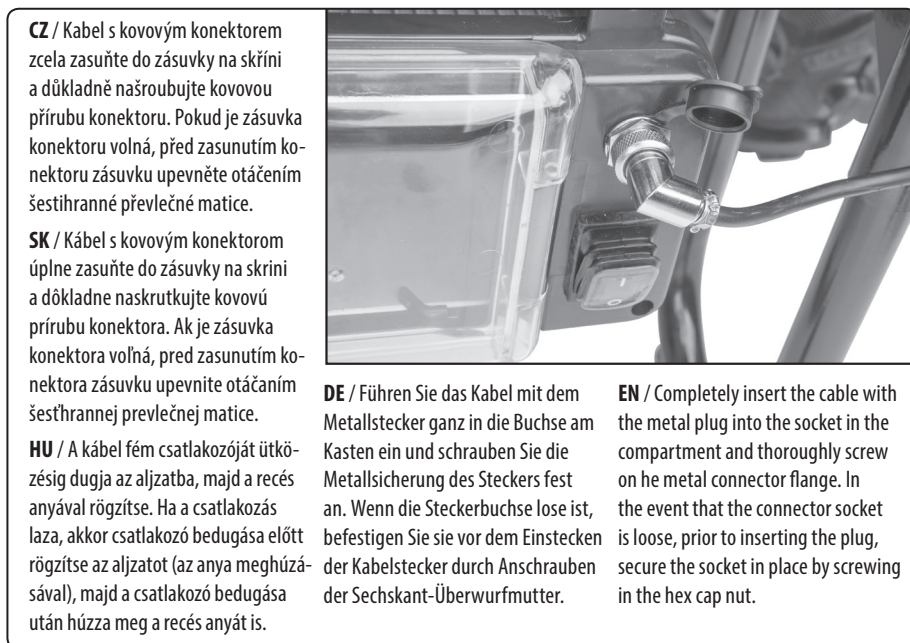 CZ / Kabel s kovovým konektorem
zcela zasuňte do zásuvky na skříni
a důkladně našroubujte kovovou
přírubu konektoru. Pokud je zásuvka
konektoru volná, před zasunutím ko-
nektoru zásuvku upevněte otáčením
šestihranné převlečné matice.
SK / Kábel s kovovým konektorom
úplne zasuňte do zásuvky na skrini
a dôkladne naskrutkujte kovovú
prírubu konektora. Ak je zásuvka
konektora voľná, pred zasunutím ko-
nektora zásuvku upevnite otáčaním
šesťhrannej prevlečnej matice.
HU / A kábel fém csatlakozóját ütkö-
zésig dugja az aljzatba, majd a recés
anyával rögzítse. Ha a csatlakozás
laza, akkor csatlakozó bedugása előtt
rögzítse az aljzatot (az anya meghúzá-
sával), majd a csatlakozó bedugása
után húzza meg a recés anyát is.
DE / Führen Sie das Kabel mit dem
Metallstecker ganz in die Buchse am
Kasten ein und schrauben Sie die
Metallsicherung des Steckers fest
an. Wenn die Steckerbuchse lose ist,
befestigen Sie sie vor dem Einstecken
der Kabelstecker durch Anschrauben
der Sechskant-Überwurfmutter.
EN / Completely insert the cable with
the metal plug into the socket in the
compartment and thoroughly screw
on he metal connector flange. In
the event that the connector socket
is loose, prior to inserting the plug,
secure the socket in place by screwing
in the hex cap nut.